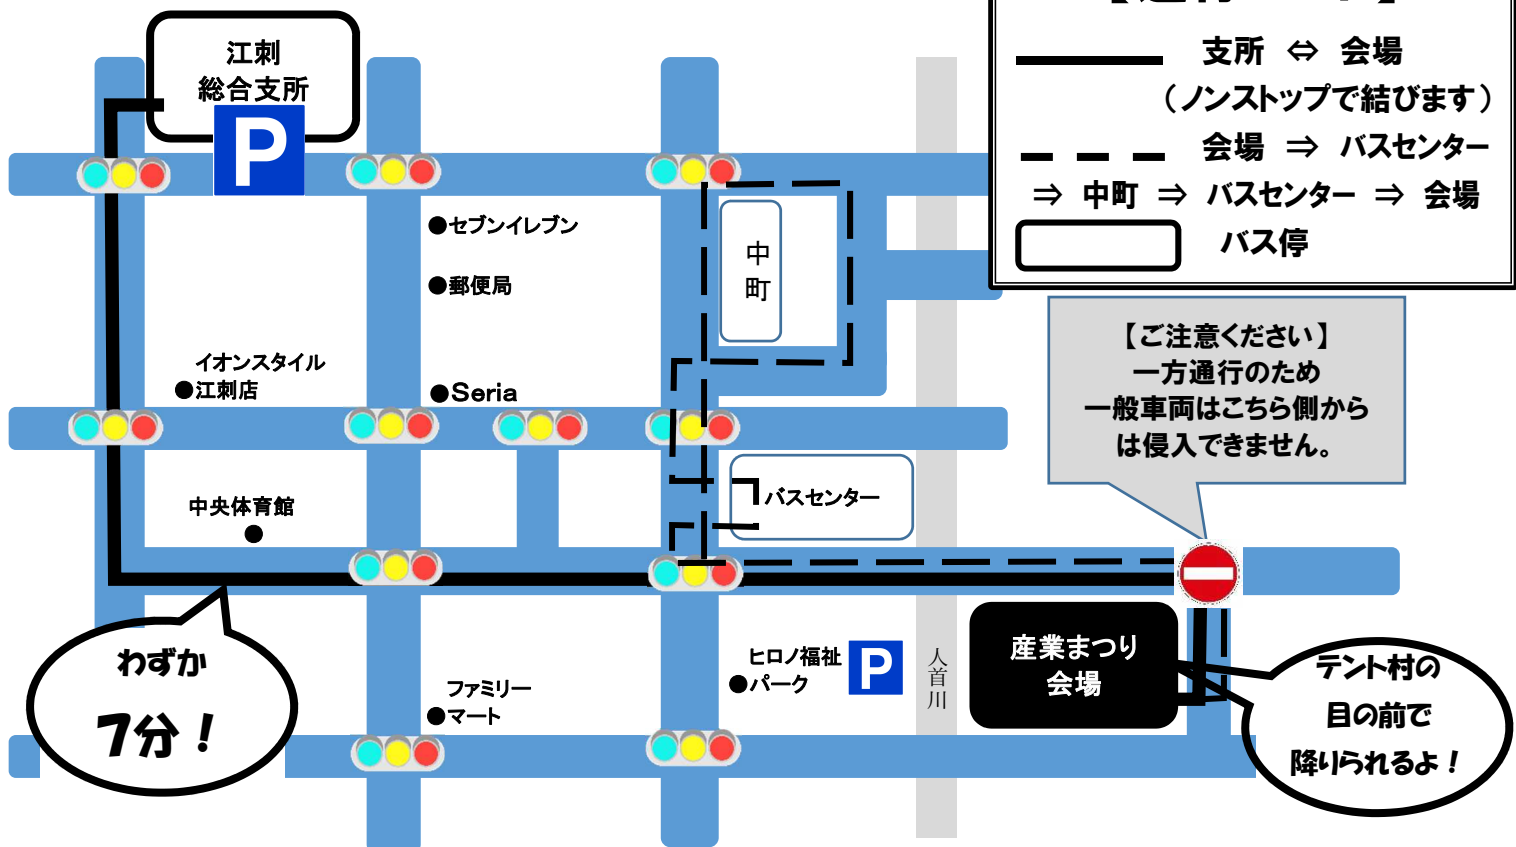 支所 ⇔ 会場
（ノンストップで結びます）
会場 ⇒ バスセンター
⇒ 中町 ⇒ バスセンター ⇒ 会場
バス停
江刺
総合支所
P
●セブンイレブン
●郵便局
中
町
イオンスタイル
●江刺店
●Seria
【ご注意ください】
一方通行のため
一般車両はこちら側から
は侵入できません。
バスセンター
中央体育館
わずか
7分！
ファミリー
●マート
ヒロノ福祉
●パーク
P
人首川
産業まつり
会場
テント村の
目の前で
降りられるよ！